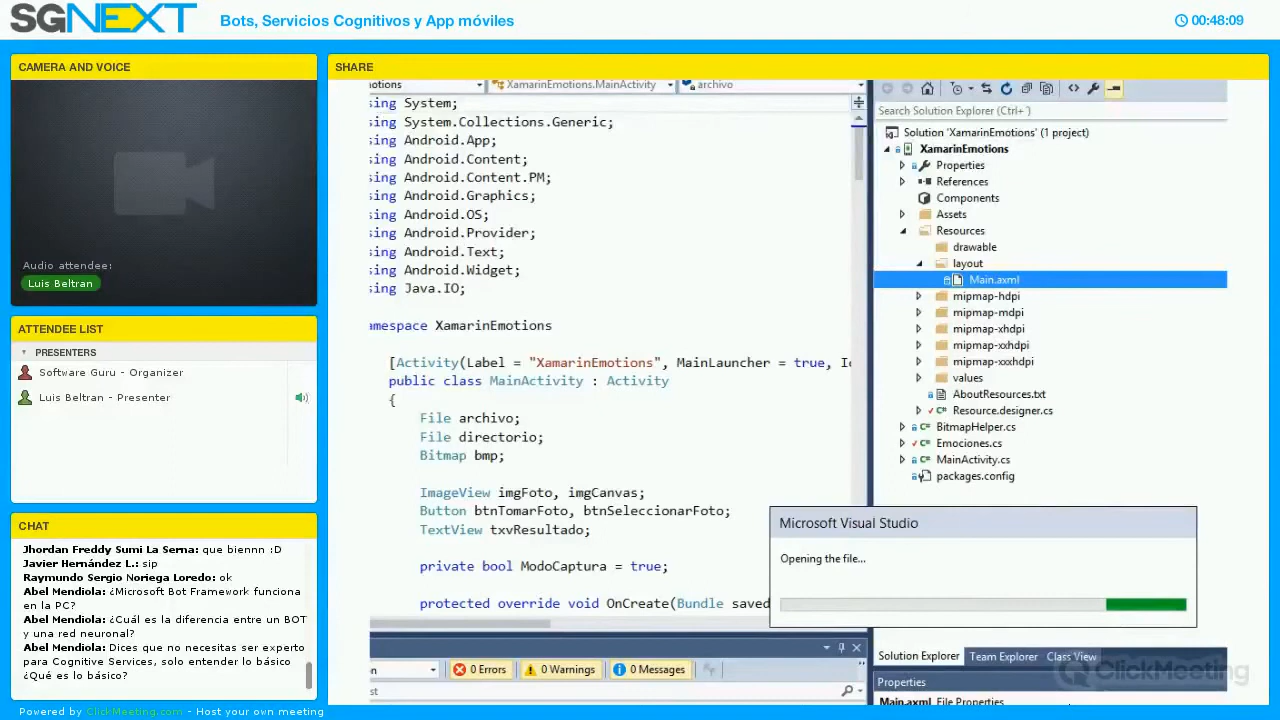 SGNEXT
Bots, Servicios Cognitivos y App móviles
00:48:09
CAMERA AND VOICE
Audio attendee:
Luis Beltran
ATTENDEE LIST
PRESENTERS
Software Guru - Organizer
Luis Beltran - Presenter
CHAT
Jhordan Freddy Sumi La Serna: que biennn :D
Javier Hernández L.: sip
Raymundo Sergio Noriega Loredo: ok
Abel Mendiola: ¿Microsoft Bot Framework funciona
en la PC?
Abel Mendiola: ¿Cuál es la diferencia entre un BOT
y una red neuronal?
Abel Mendiola: Dices que no necesitas ser experto
para Cognitive Services, solo entender lo básico
¿Qué es lo básico?
SHARE
otions
XamarinEmotions.MainActivity
archivo
sing System;
sing System.Collections.Generic;
sing Android.App;
sing Android.Content;
sing Android.Content.PM;
sing Android.Graphics;
sing Android.OS;
sing Android.Provider;
sing Android.Text;
sing Android.Widget;
sing Java.IO;
amespace XamarinEmotions
[Activity(Label = "XamarinEmotions", MainLauncher = true, Ic
public class MainActivity : Activity
{
File archivo;
File directorio;
Bitmap bmp;
ImageView imgFoto, imgCanvas;
Button btnTomarFoto, btnSeleccionarFoto;
TextView txvResultado;
private bool ModoCaptura = true;
protected override void OnCreate(Bundle saved
n
0 Errors
0 Warnings
0 Messages
st
Search Solution Explorer (Ctrl+ )
Solution 'XamarinEmotions' (1 project)
XamarinEmotions
Properties
References
Components
Assets
Resources
drawable
layout
Main.axml
mipmap-hdpi
mipmap-mdpi
mipmap-xhdpi
mipmap-xxhdpi
mipmap-xxxhdpi
values
AboutResources.txt
Resource.designer.cs
BitmapHelper.cs
Emociones.cs
MainActivity.cs
packages.config
Microsoft Visual Studio
Opening the file...
Solution Explorer
Team Explorer
Class View
ClickMeeting
Properties
Main.axml File Properties
Powered by ClickMeeting.com - Host your own meeting